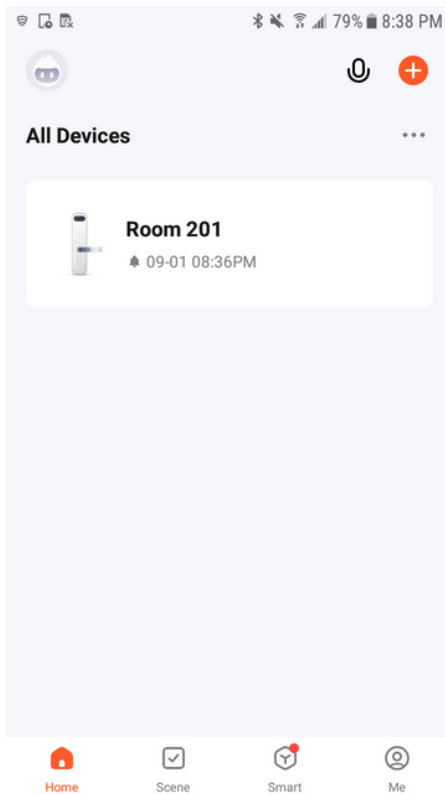 79% 8:38 PM
All Devices
Room 201
09-01 08:36PM
Home Scene Smart Me